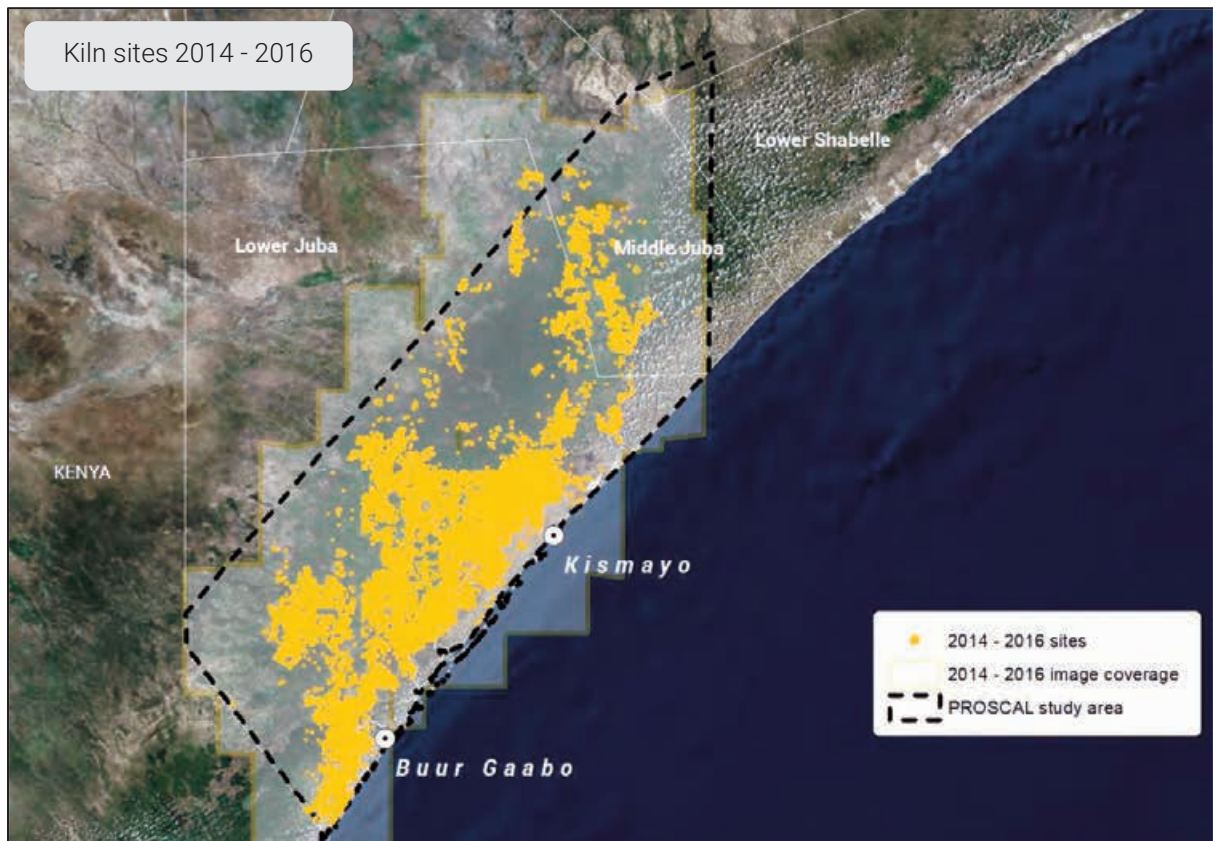 Kiln sites 2014 - 2016
Lower Shabelle
Lower Juba
Middle Juba
KENYA
Kismayo
Buur Gaabo
2014 - 2016 sites
2014 - 2016 image coverage
PROSCAL study area